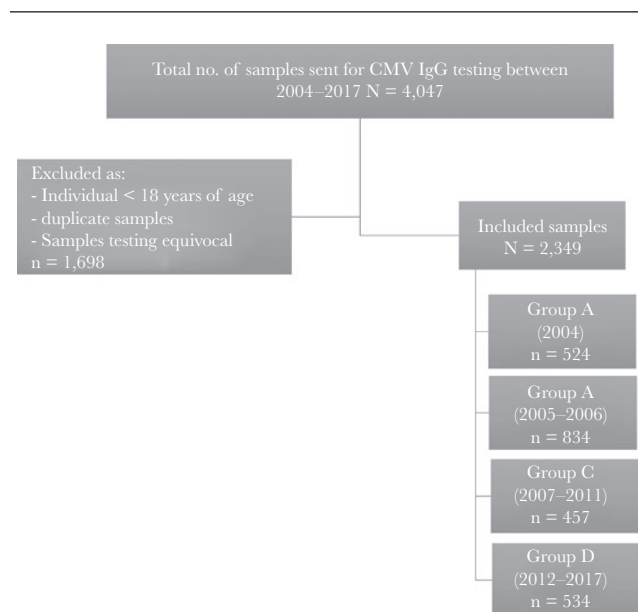 Total no. of samples sent for CMV IgG testing between
2004–2017 N = 4,047
Excluded as:
- Individual < 18 years of age
- duplicate samples
- Samples testing equivocal
n = 1,698
Included samples
N = 2,349
Group A
(2004)
n = 524
Group A
(2005–2006)
n = 834
Group C
(2007–2011)
n = 457
Group D
(2012–2017)
n = 534